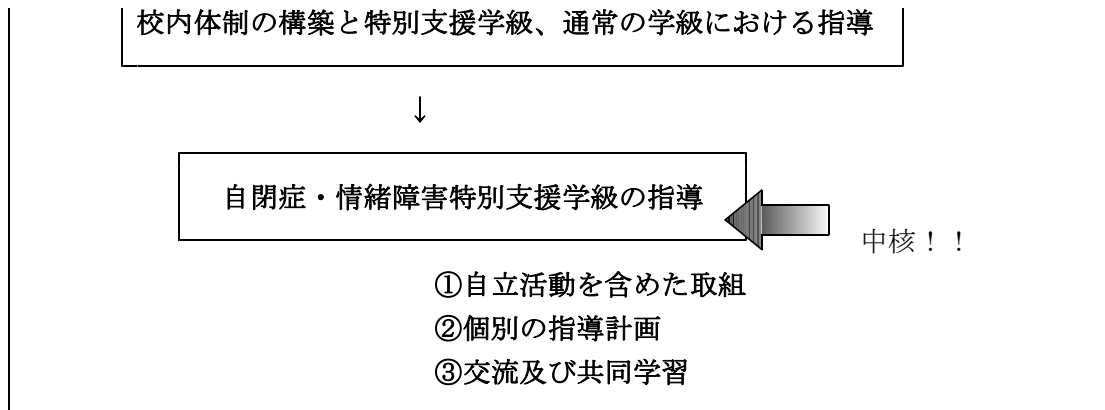 校内体制の構築と特別支援学級、通常の学級における指導
↓
自閉症・情緒障害特別支援学級の指導
中核！！
①自立活動を含めた取組
②個別の指導計画
③交流及び共同学習